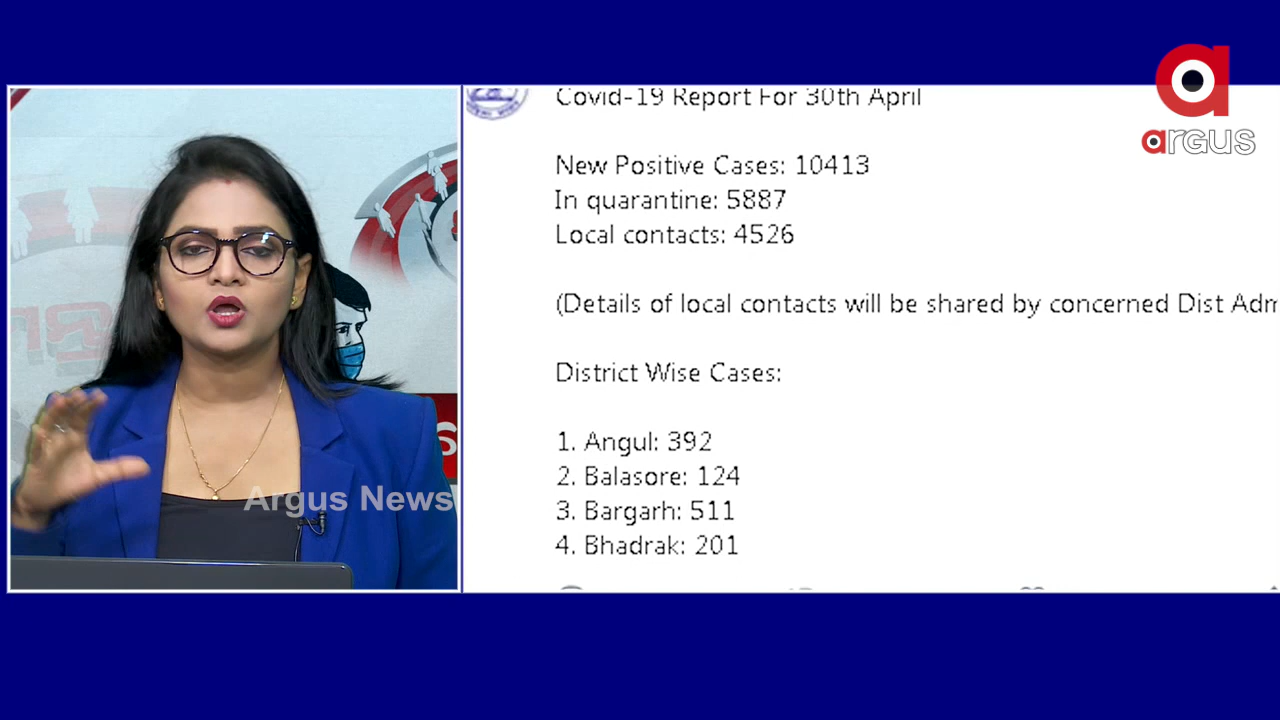 Covid-19 Report For 30th April
New Positive Cases: 10413
In quarantine: 5887
Local contacts: 4526
(Details of local contacts will be shared by concerned Dist Adm
District Wise Cases:
1. Angul: 392
2. Balasore: 124
3. Bargarh: 511
4. Bhadrak: 201
a
argus
Argus News